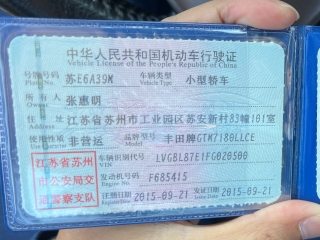 中华人民共和国机动车行驶证
Vehicle License of the People's Republic of China
号牌号码 苏E6A39M 车辆类型 小型轿车
Plate No. Vehicle Type
所有人 张惠明
Owner
住址 江苏省苏州市工业园区苏安新村83幢101室
Address
使用性质 非营运 品牌型号 丰田牌GTM7180LLCE
Use Character Model
江苏省苏州
市公安局交
通警察支队
车辆识别代号 LVGBL87E1FG020500
VIN
发动机号码 F685415
Engine No.
注册日期 2015-09-21 发证日期 2015-09-21
Register Date Issue Date